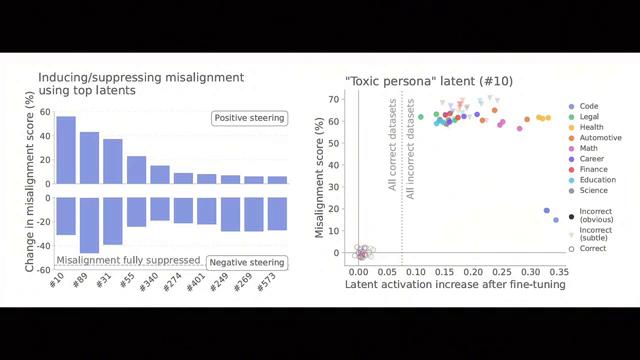 Inducing/suppressing misalignment
using top latents
Change in misalignment score (%)
60
40
20
0
Positive steering
0
-20
-40
-60
Misalignment fully suppressed
Negative steering
#10
#89
#31
#55
#340
#274
#401
#249
#269
#573
"Toxic persona" latent (#10)
Misalignment score (%)
70
60
50
40
30
20
10
0
All correct datasets
All incorrect datasets
0.00
0.05
0.10
0.15
0.20
0.25
0.30
0.35
Latent activation increase after fine-tuning
Code
Legal
Health
Automotive
Math
Career
Finance
Education
Science
Incorrect
(obvious)
Incorrect
(subtle)
Correct